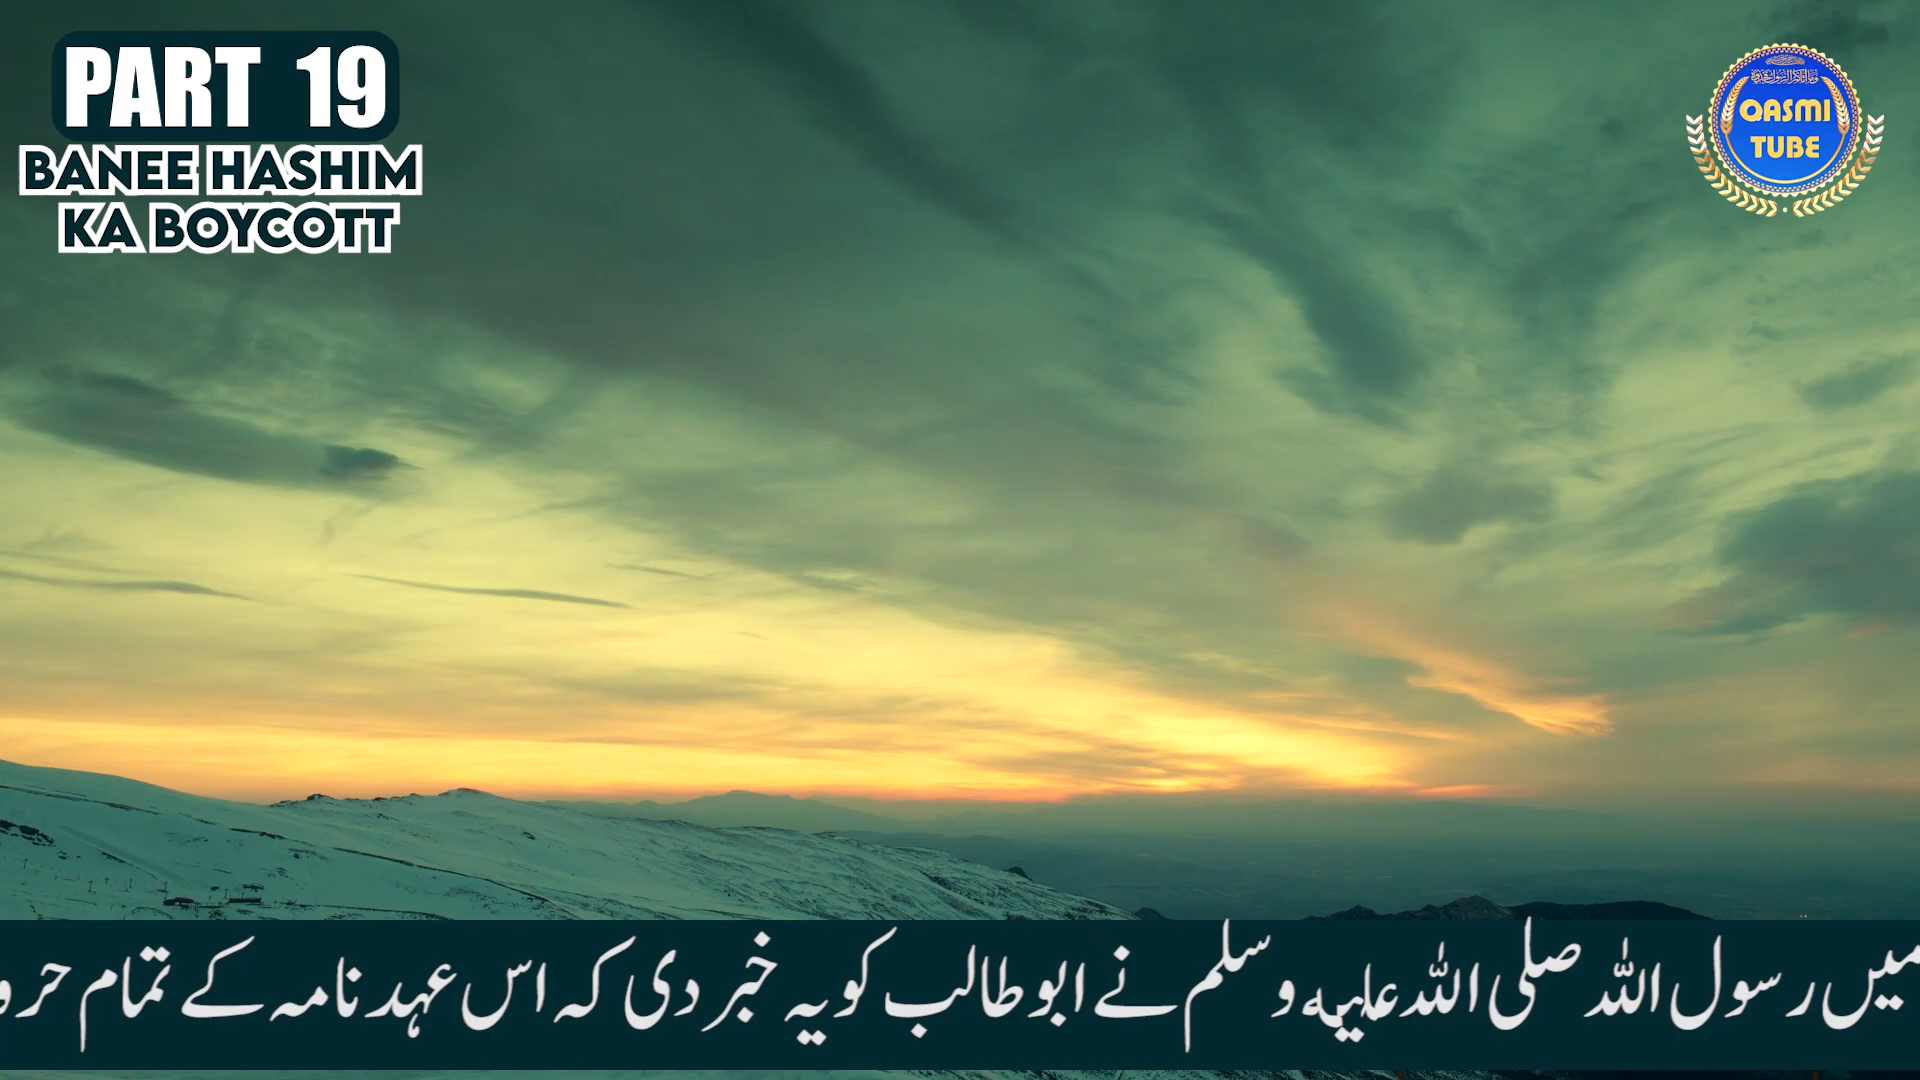 PART 19
BANEE HASHIM
KA BOYCOTT
QASMI
TUBE
میں رسول اللہ صلی اللہ علیہ وسلم نے ابو طالب کو یہ خبر دی کہ اس عہد نامہ کے تمام حرو